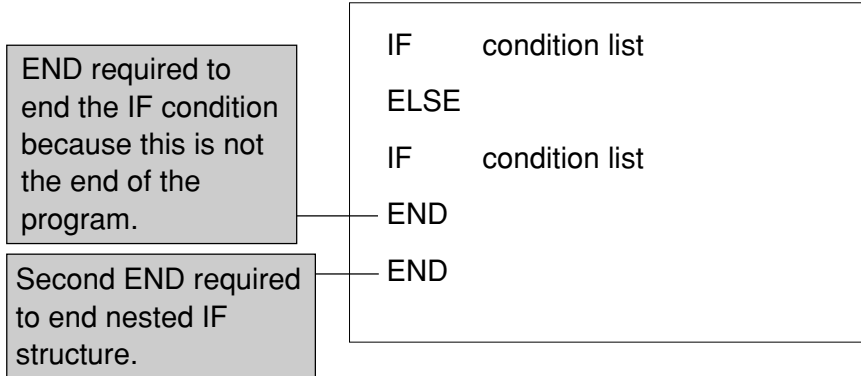 END required to
end the IF condition
because this is not
the end of the
program.
Second END required
to end nested IF
structure.
IF condition list
ELSE
IF condition list
END
END